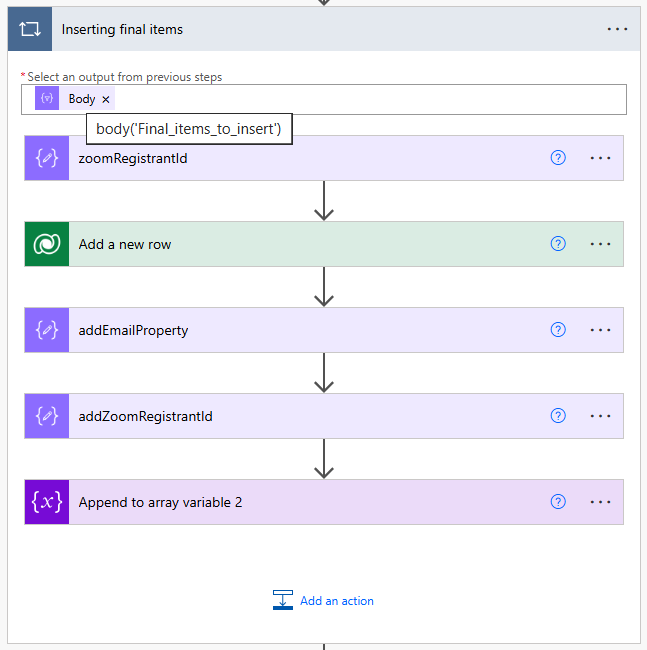 Inserting final items
* Select an output from previous steps
Body ×
body('Final_items_to_insert')
zoomRegistrantId
Add a new row
addEmailProperty
addZoomRegistrantId
{x} Append to array variable 2
Add an action